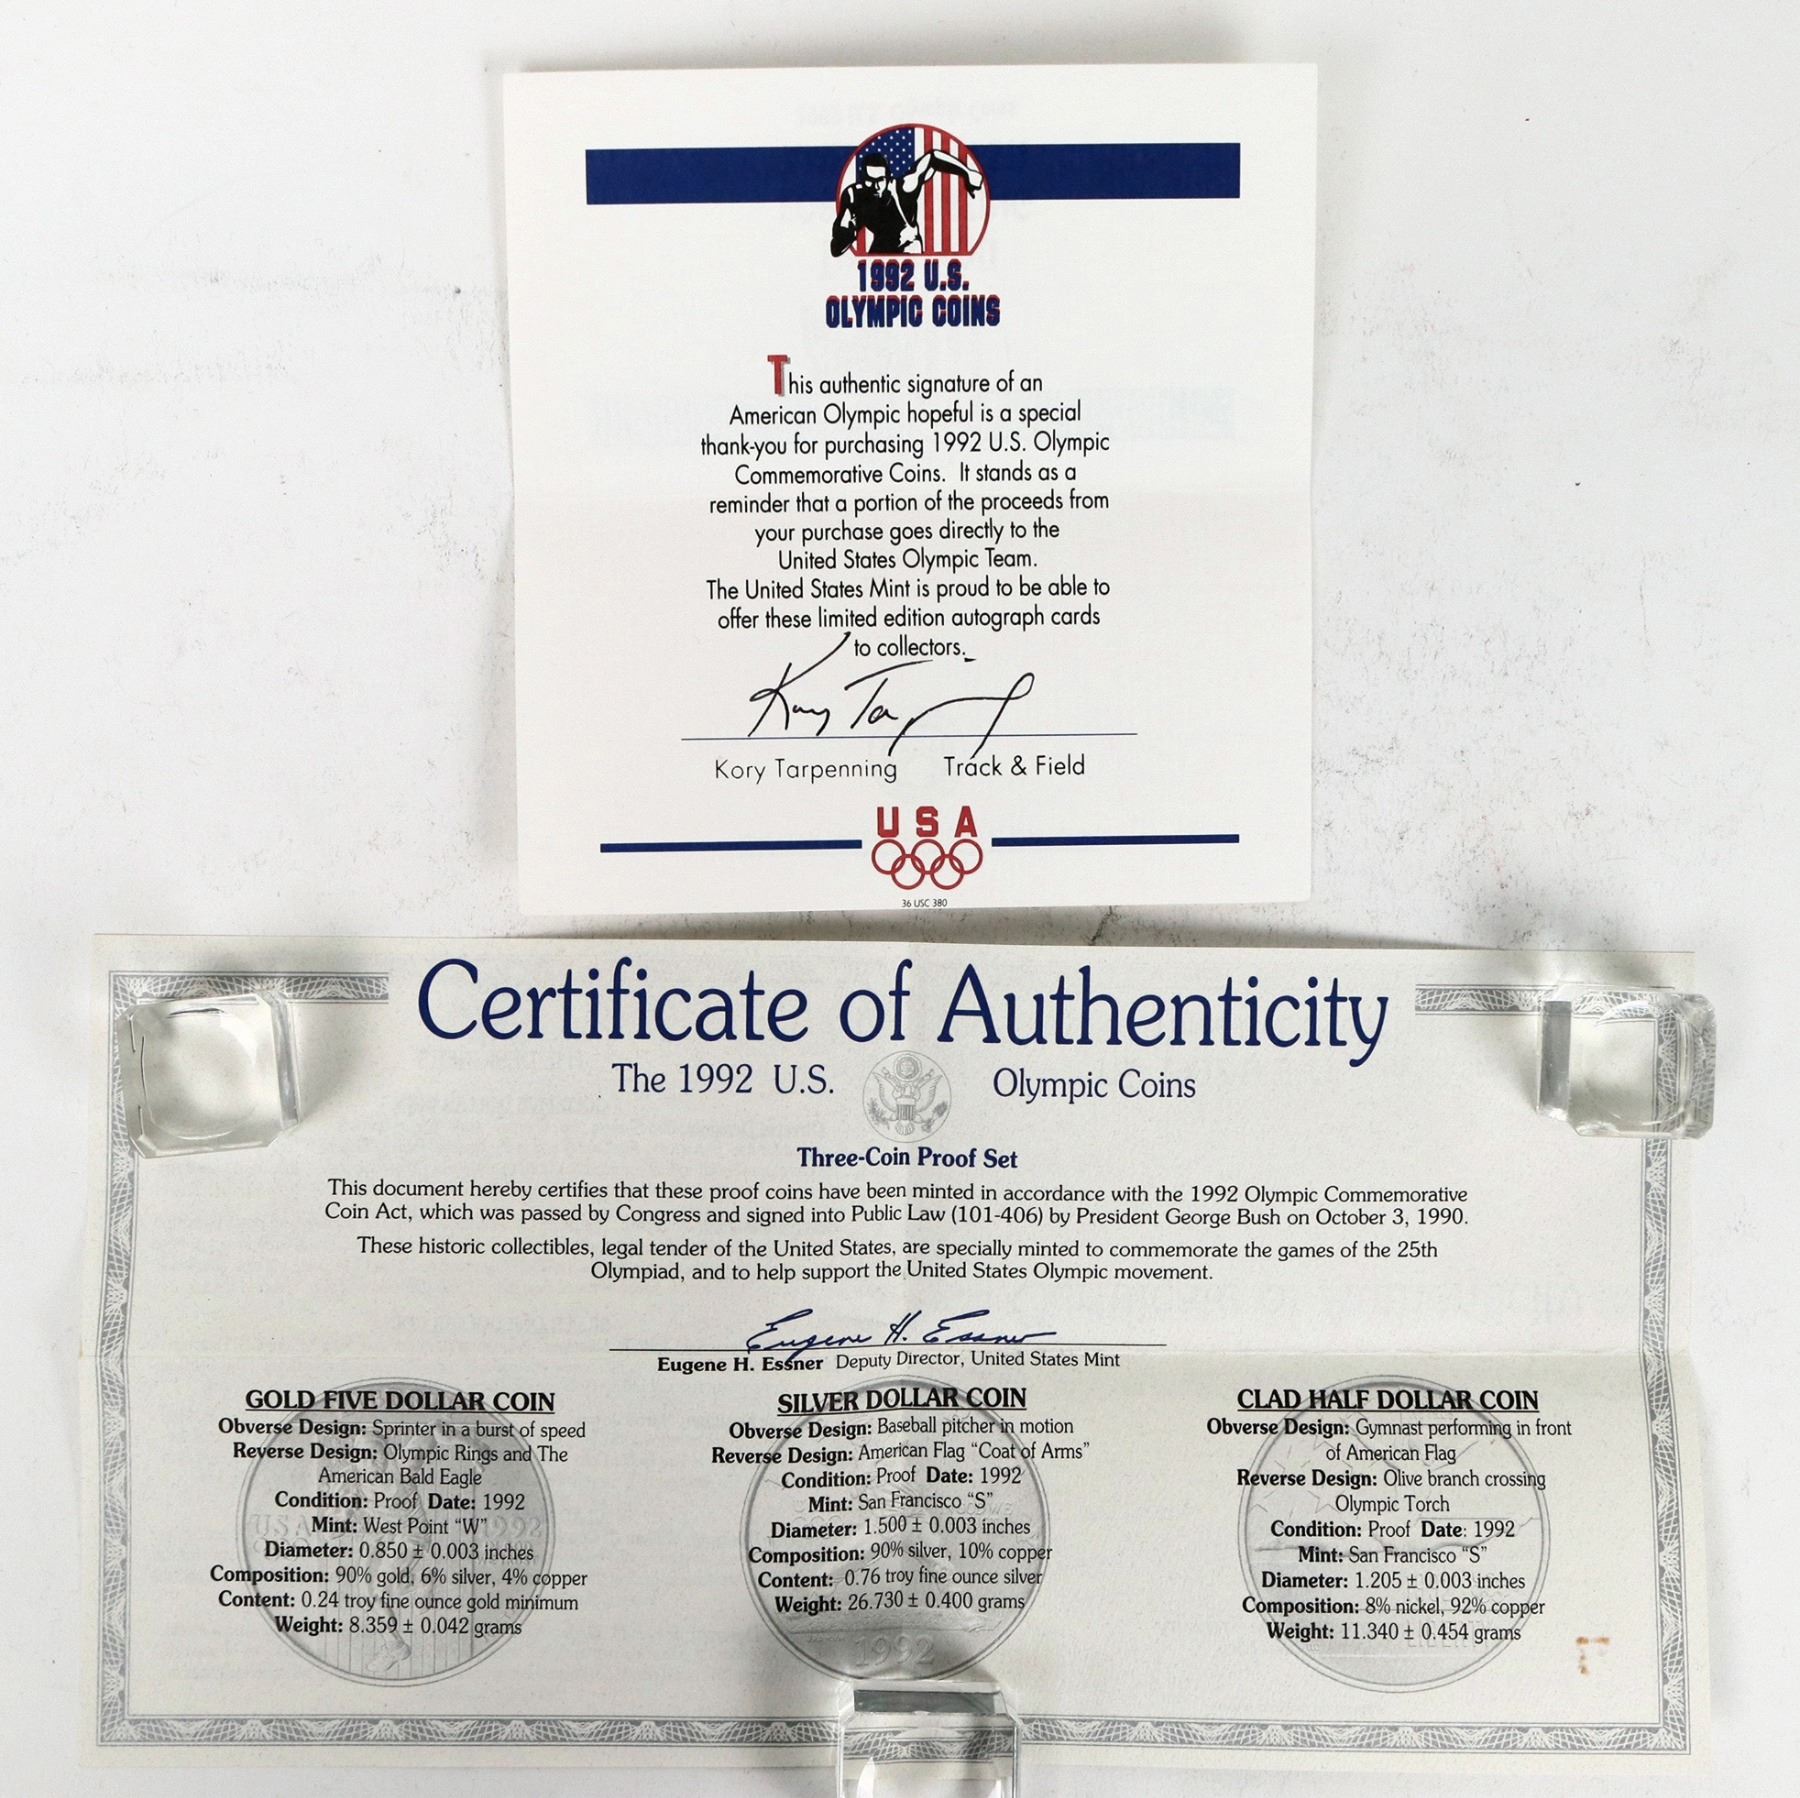 1992 U.S.
OLYMPIC COINS
This authentic signature of an
American Olympic hopeful is a special
thank-you for purchasing 1992 U.S. Olympic
Commemorative Coins. It stands as a
reminder that a portion of the proceeds from
your purchase goes directly to the
United States Olympic Team.
The United States Mint is proud to be able to
offer these limited edition autograph cards
to collectors.
Kory Tarpenning
Kory Tarpenning Track & Field
USA
36 USC 380
Certificate of Authenticity
The 1992 U.S. Olympic Coins
Three-Coin Proof Set
This document hereby certifies that these proof coins have been minted in accordance with the 1992 Olympic Commemorative
Coin Act, which was passed by Congress and signed into Public Law (101-406) by President George Bush on October 3, 1990.
These historic collectibles, legal tender of the United States, are specially minted to commemorate the games of the 25th
Olympiad, and to help support the United States Olympic movement.
Eugene H. Essner
Eugene H. Essner Deputy Director, United States Mint
GOLD FIVE DOLLAR COIN
Obverse Design: Sprinter in a burst of speed
Reverse Design: Olympic Rings and The
American Bald Eagle
Condition: Proof Date: 1992
Mint: West Point "W"
USA 1992
Diameter: 0.850 ± 0.003 inches
Composition: 90% gold, 6% silver, 4% copper
Content: 0.24 troy fine ounce gold minimum
Weight: 8.359 ± 0.042 grams
SILVER DOLLAR COIN
Obverse Design: Baseball pitcher in motion
Reverse Design: American Flag "Coat of Arms"
Condition: Proof Date: 1992
Mint: San Francisco "S"
Diameter: 1.500 ± 0.003 inches
Composition: 90% silver, 10% copper
Content: 0.76 troy fine ounce silver
Weight: 26.730 ± 0.400 grams
1992
CLAD HALF DOLLAR COIN
Obverse Design: Gymnast performing in front
of American Flag
Reverse Design: Olive branch crossing
Olympic Torch
Condition: Proof Date: 1992
Mint: San Francisco "S"
Diameter: 1.205 ± 0.003 inches
Composition: 8% nickel, 92% copper
Weight: 11.340 ± 0.454 grams